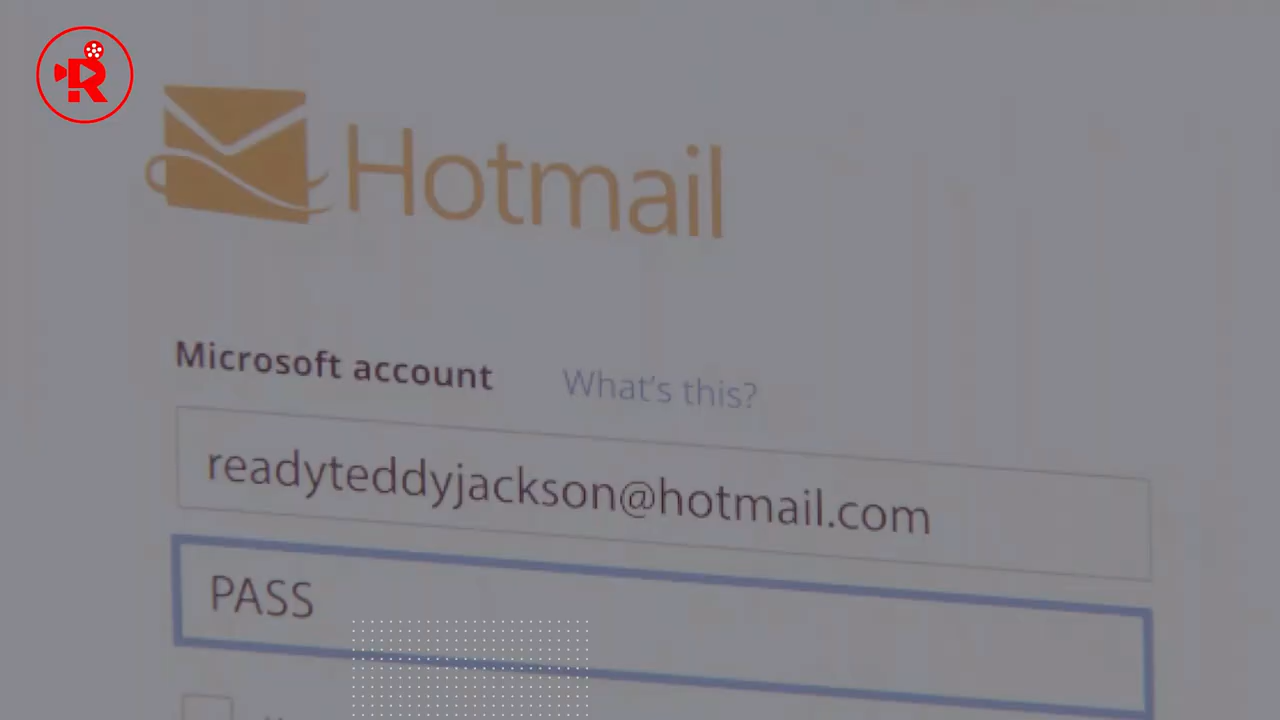 R
Hotmail
Microsoft account What's this?
readyteddyjackson@hotmail.com
PASS